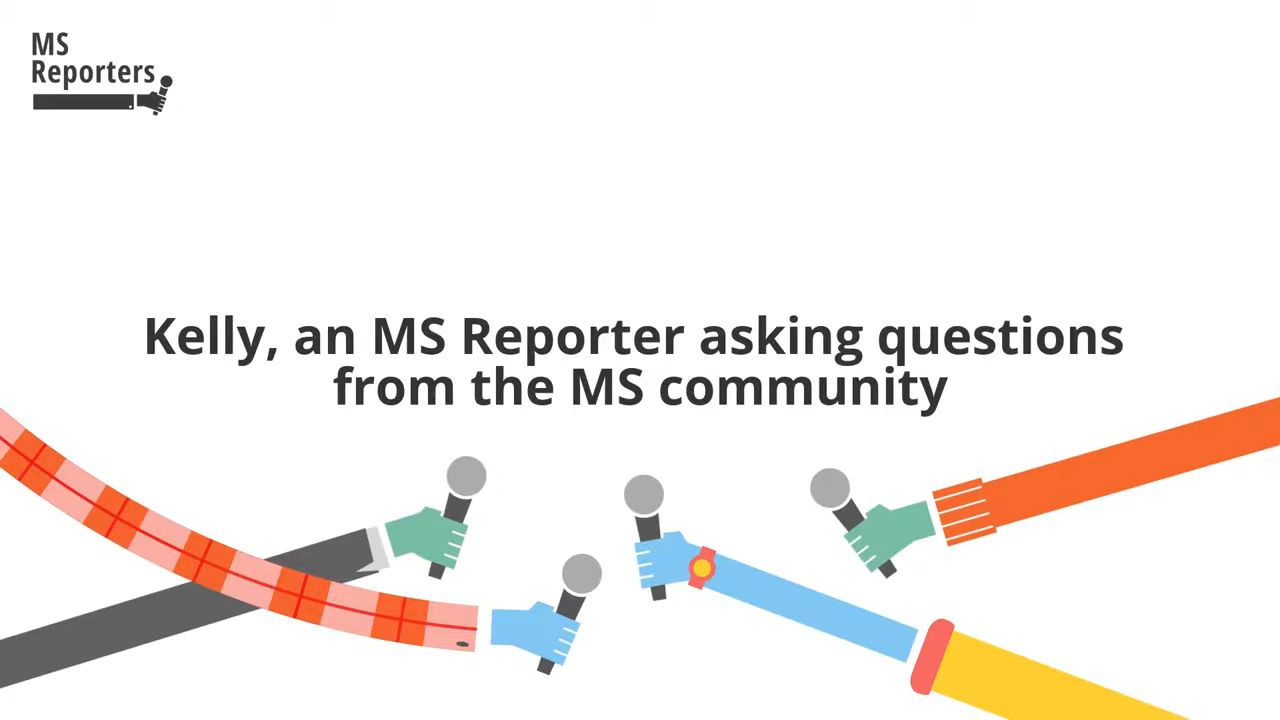 MS
Reporters
Kelly, an MS Reporter asking questions
from the MS community